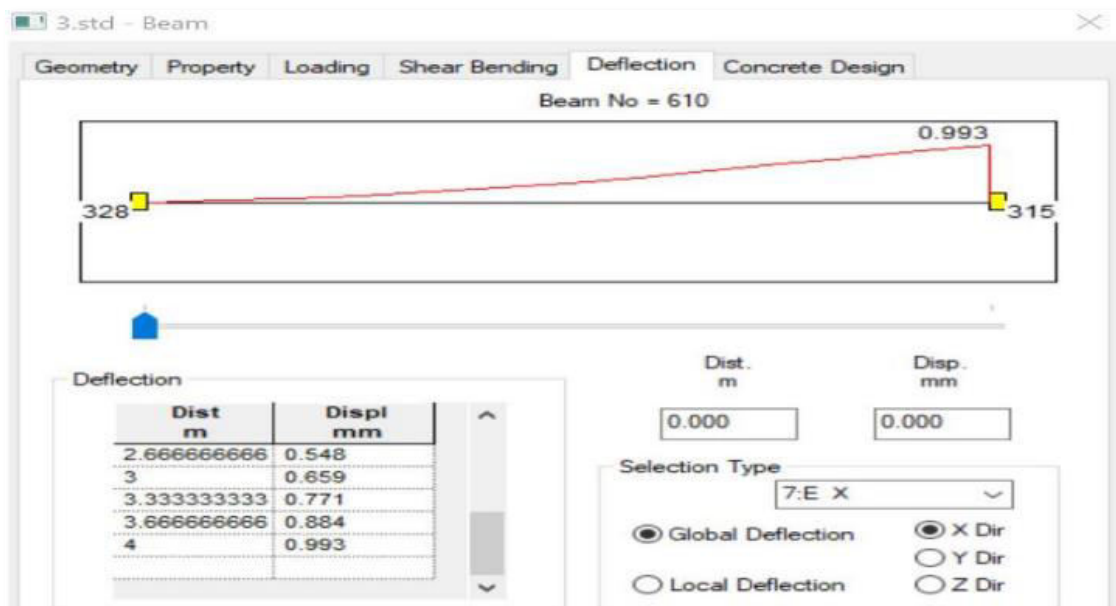 3.std - Beam
Geometry Property Loading Shear Bending Deflection Concrete Design
Beam No = 610
0.993
328
315
Deflection
Dist
m
Displ
mm
2.666666666 0.548
3 0.659
3.333333333 0.771
3.666666666 0.884
4 0.993
Dist.
m
Disp.
mm
0.000 0.000
Selection Type
7:E X
Global Deflection
Local Deflection
X Dir
Y Dir
Z Dir